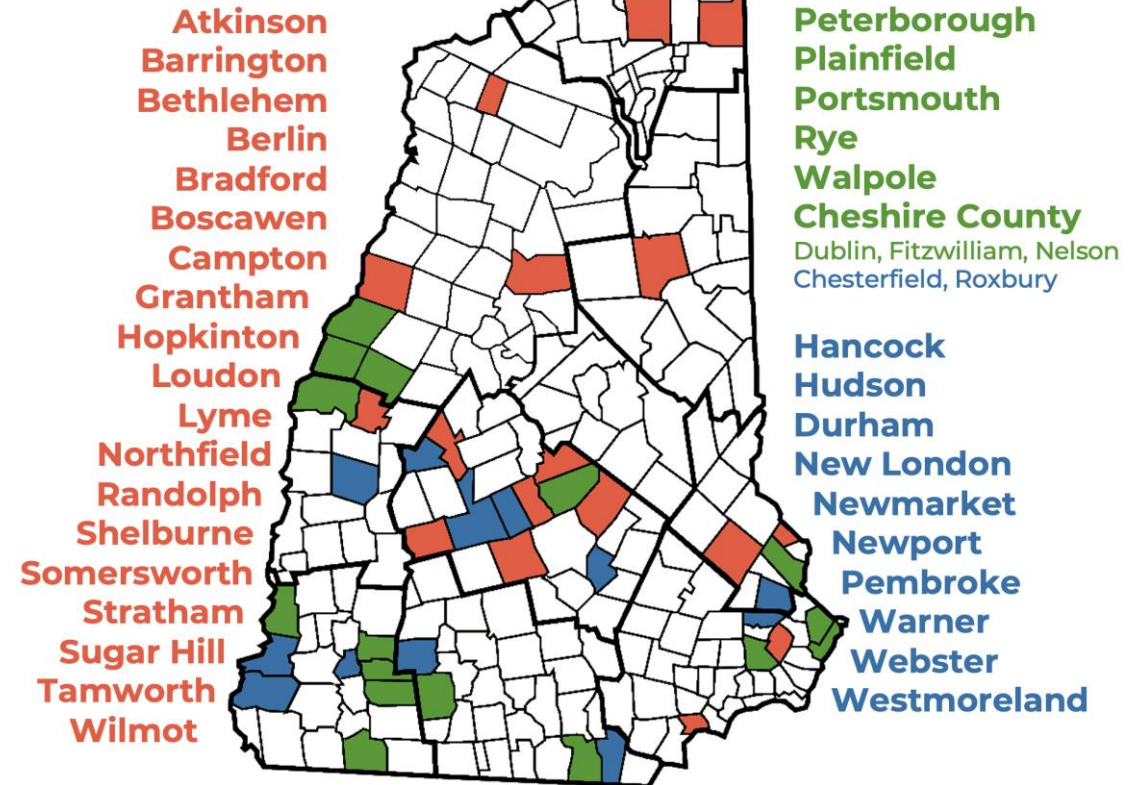 Atkinson
Barrington
Bethlehem
Berlin
Bradford
Boscawen
Campton
Grantham
Hopkinton
Loudon
Lyme
Northfield
Randolph
Shelburne
Somersworth
Stratham
Sugar Hill
Tamworth
Wilmot
Peterborough
Plainfield
Portsmouth
Rye
Walpole
Cheshire County
Dublin, Fitzwilliam, Nelson
Chesterfield, Roxbury
Hancock
Hudson
Durham
New London
Newmarket
Newport
Pembroke
Warner
Webster
Westmoreland